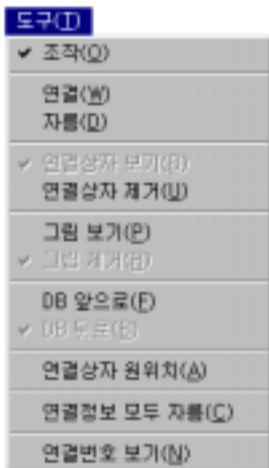 도구(T)
조작(O)
연결(W)
자름(D)
연결상자 보기(B)
연결상자 제거(U)
그림 보기(P)
그림 제거(H)
DB 앞으로(F)
DB 뒤로(E)
연결상자 원위치(A)
연결정보 모두 자름(C)
연결번호 보기(N)